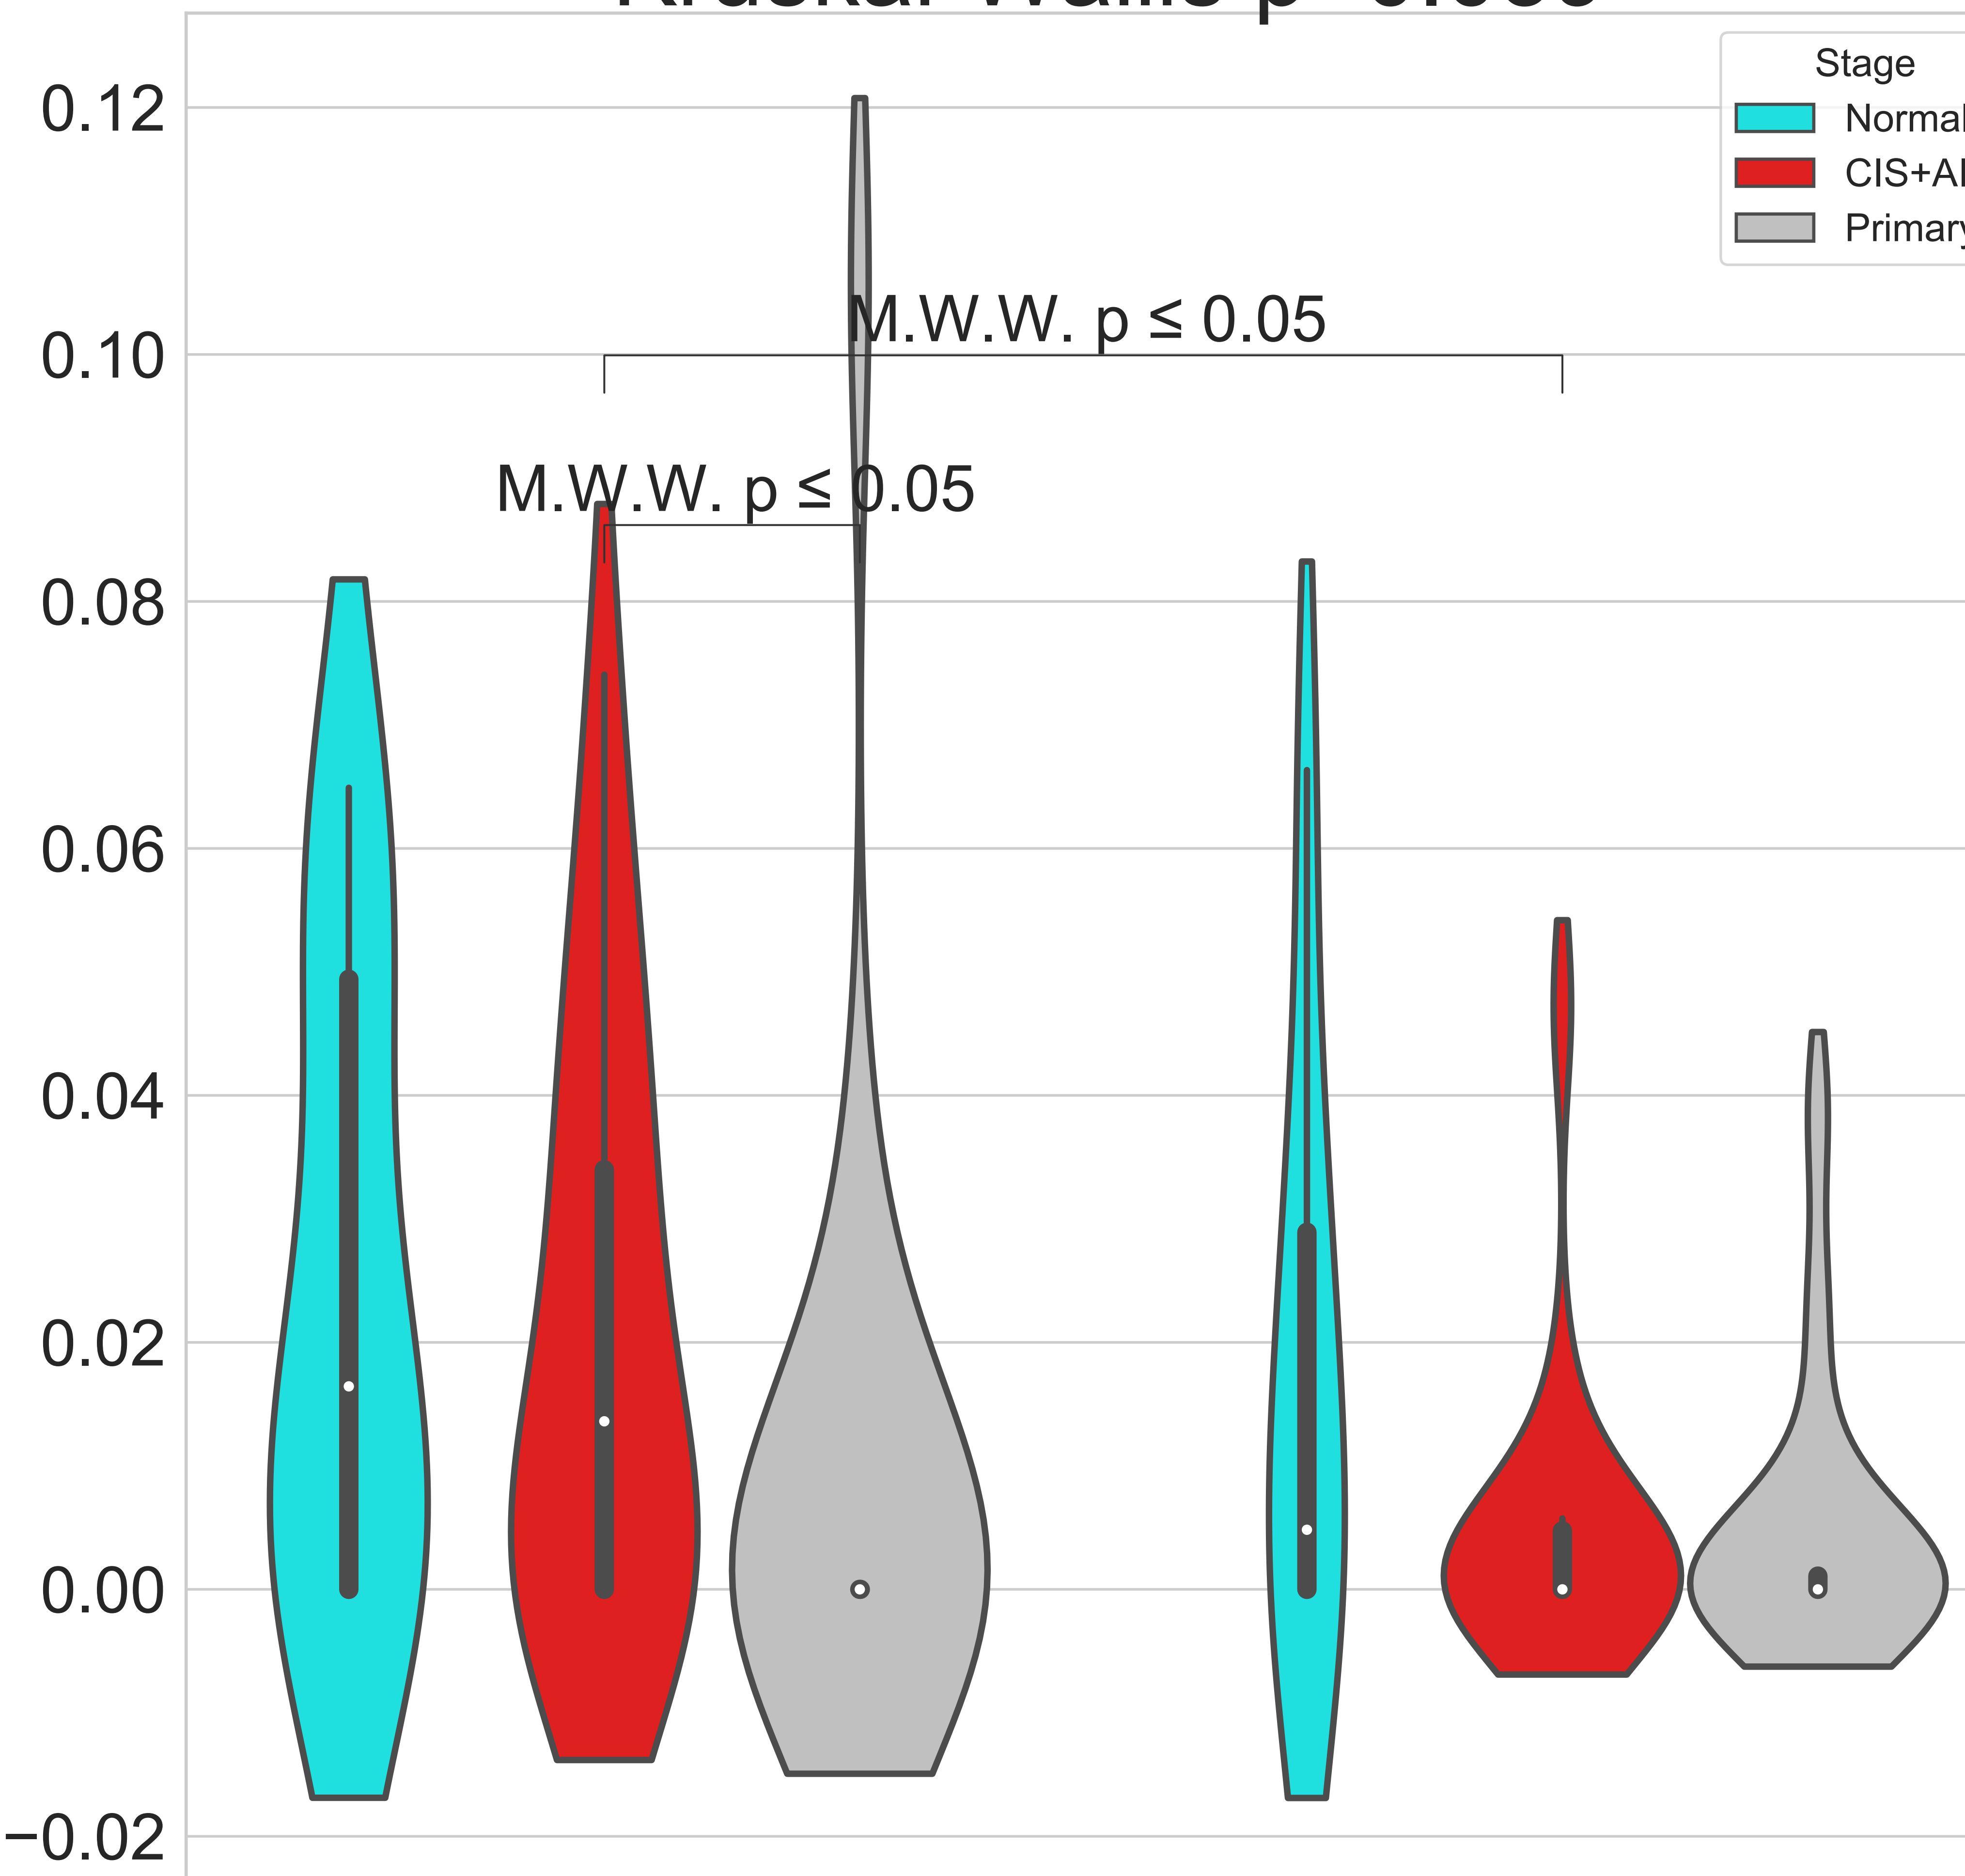 Stage
Normal
CIS+AI
Primary
0.12
M.W.W. p ≤ 0.05
0.10
M.W.W. p ≤ 0.05
0.08
0.06
0.04
0.02
0.00
−0.02